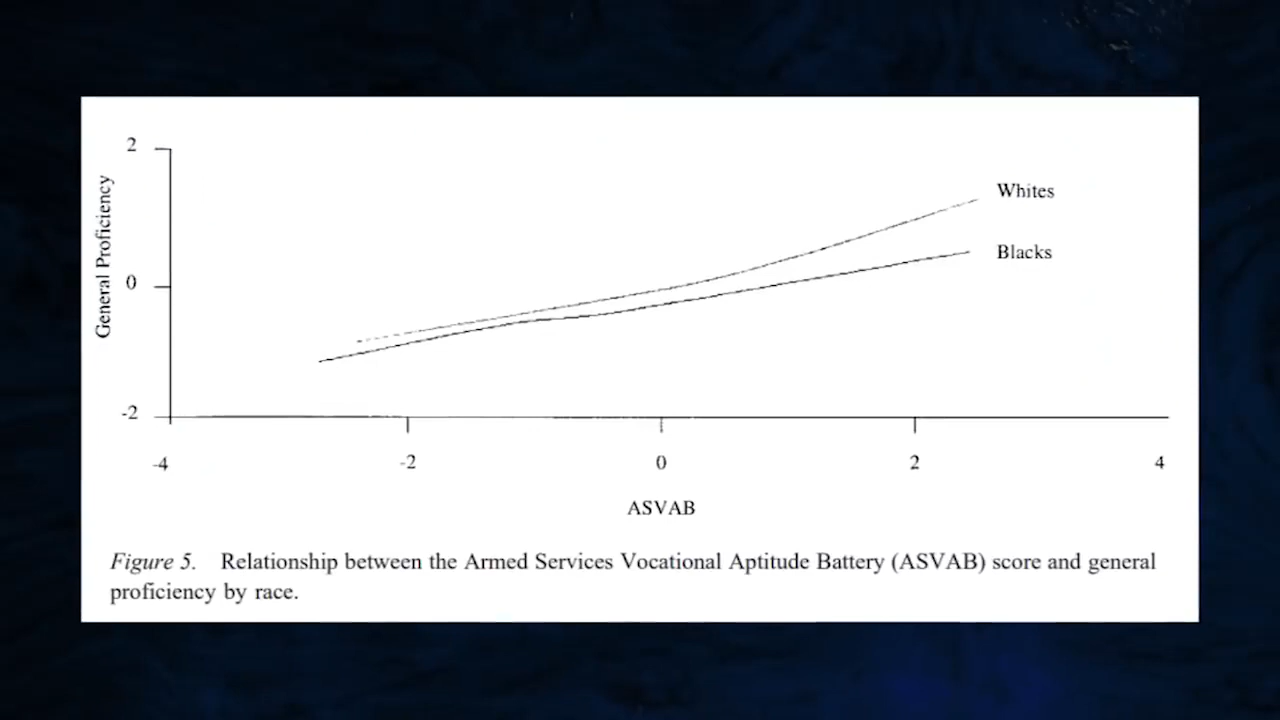 2
Whites
General Proficiency
Blacks
0
-2
-4 -2 0 2 4
ASVAB
Figure 5. Relationship between the Armed Services Vocational Aptitude Battery (ASVAB) score and general
proficiency by race.